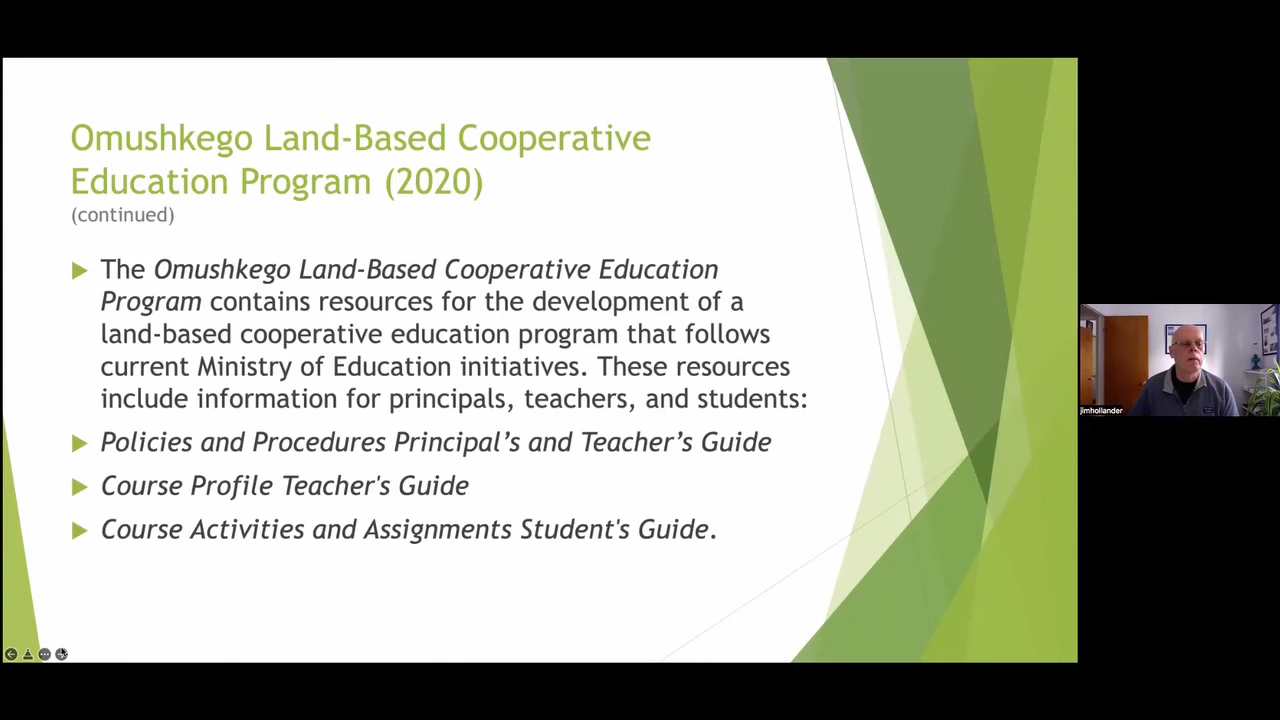 Omushkego Land-Based Cooperative
Education Program (2020)
(continued)
The Omushkego Land-Based Cooperative Education
Program contains resources for the development of a
land-based cooperative education program that follows
current Ministry of Education initiatives. These resources
include information for principals, teachers, and students:
Policies and Procedures Principal’s and Teacher’s Guide
Course Profile Teacher's Guide
Course Activities and Assignments Student's Guide.
jimhollander